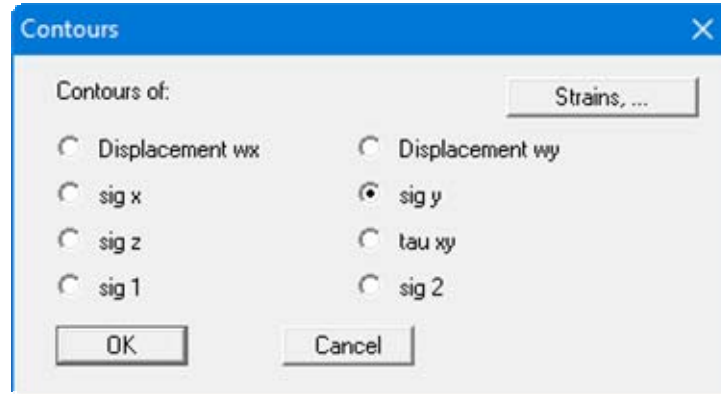 Contours
Contours of: Strains, ...
Displacement wx Displacement wy
sig x sig y
sig z tau xy
sig 1 sig 2
OK Cancel